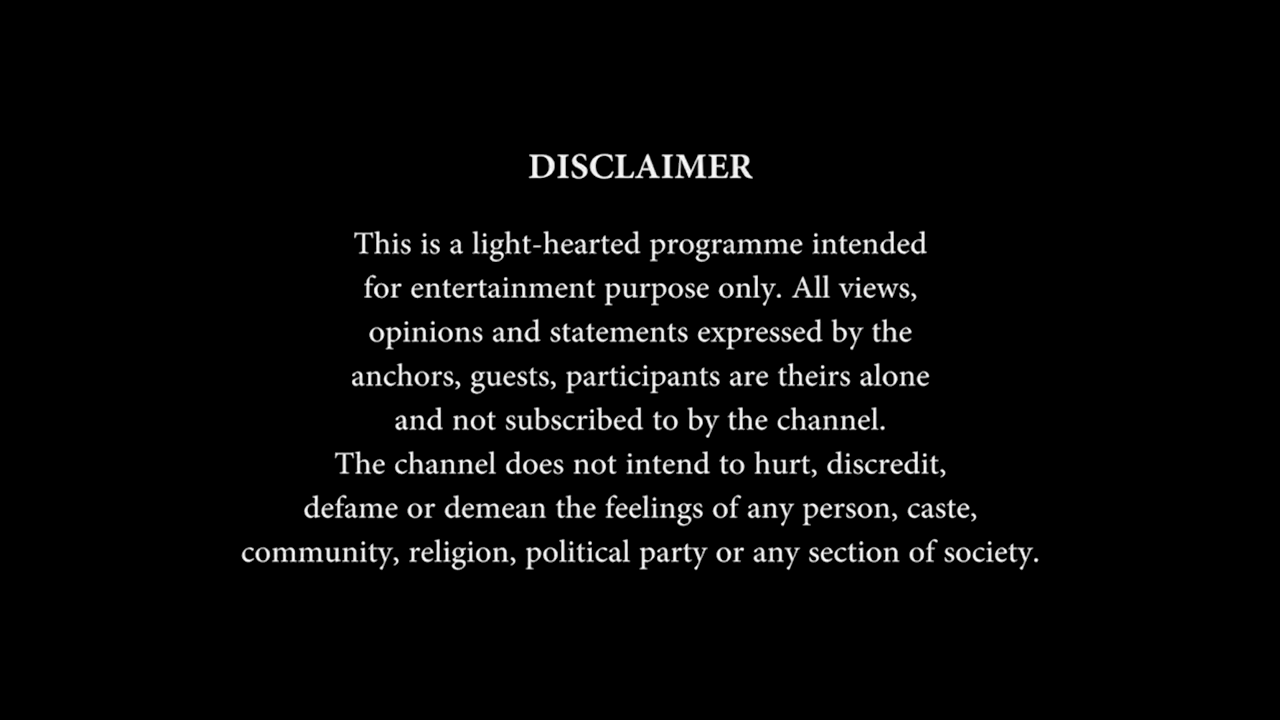 DISCLAIMER
This is a light-hearted programme intended
for entertainment purpose only. All views,
opinions and statements expressed by the
anchors, guests, participants are theirs alone
and not subscribed to by the channel.
The channel does not intend to hurt, discredit,
defame or demean the feelings of any person, caste,
community, religion, political party or any section of society.